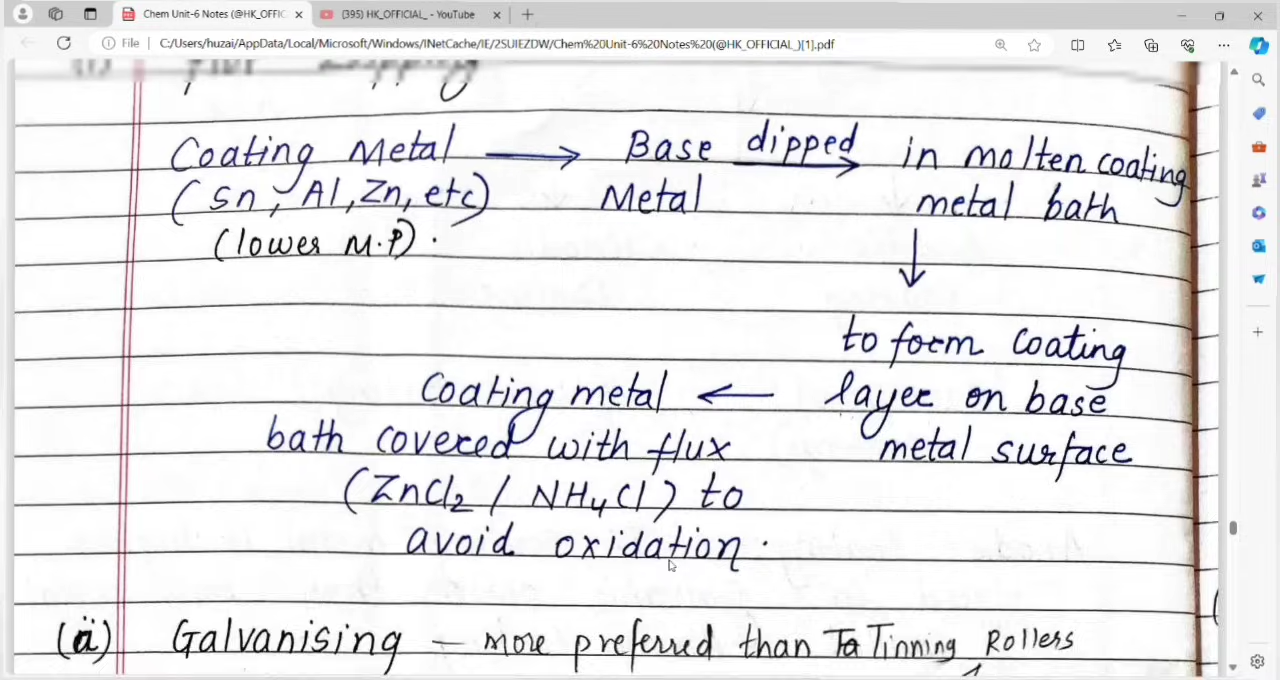 Chem Unit-6 Notes (@HK_OFFIC
(395) HK_OFFICIAL_ - YouTube
File
C:/Users/huzai/AppData/Local/Microsoft/Windows/INetCache/IE/2SUIEZDW/Chem%20Unit-6%20Notes%20(@HK_OFFICIAL_)[1].pdf
Coating Metal → Base dipped in molten coating
(Sn, Al, Zn, etc) Metal metal bath
(lower M.P).
to form coating
Coating metal ← layer on base
bath covered with flux metal surface
(ZnCl2 / NH4Cl) to
avoid oxidation.
(ii) Galvanising - more preferred than Tinning Rollers